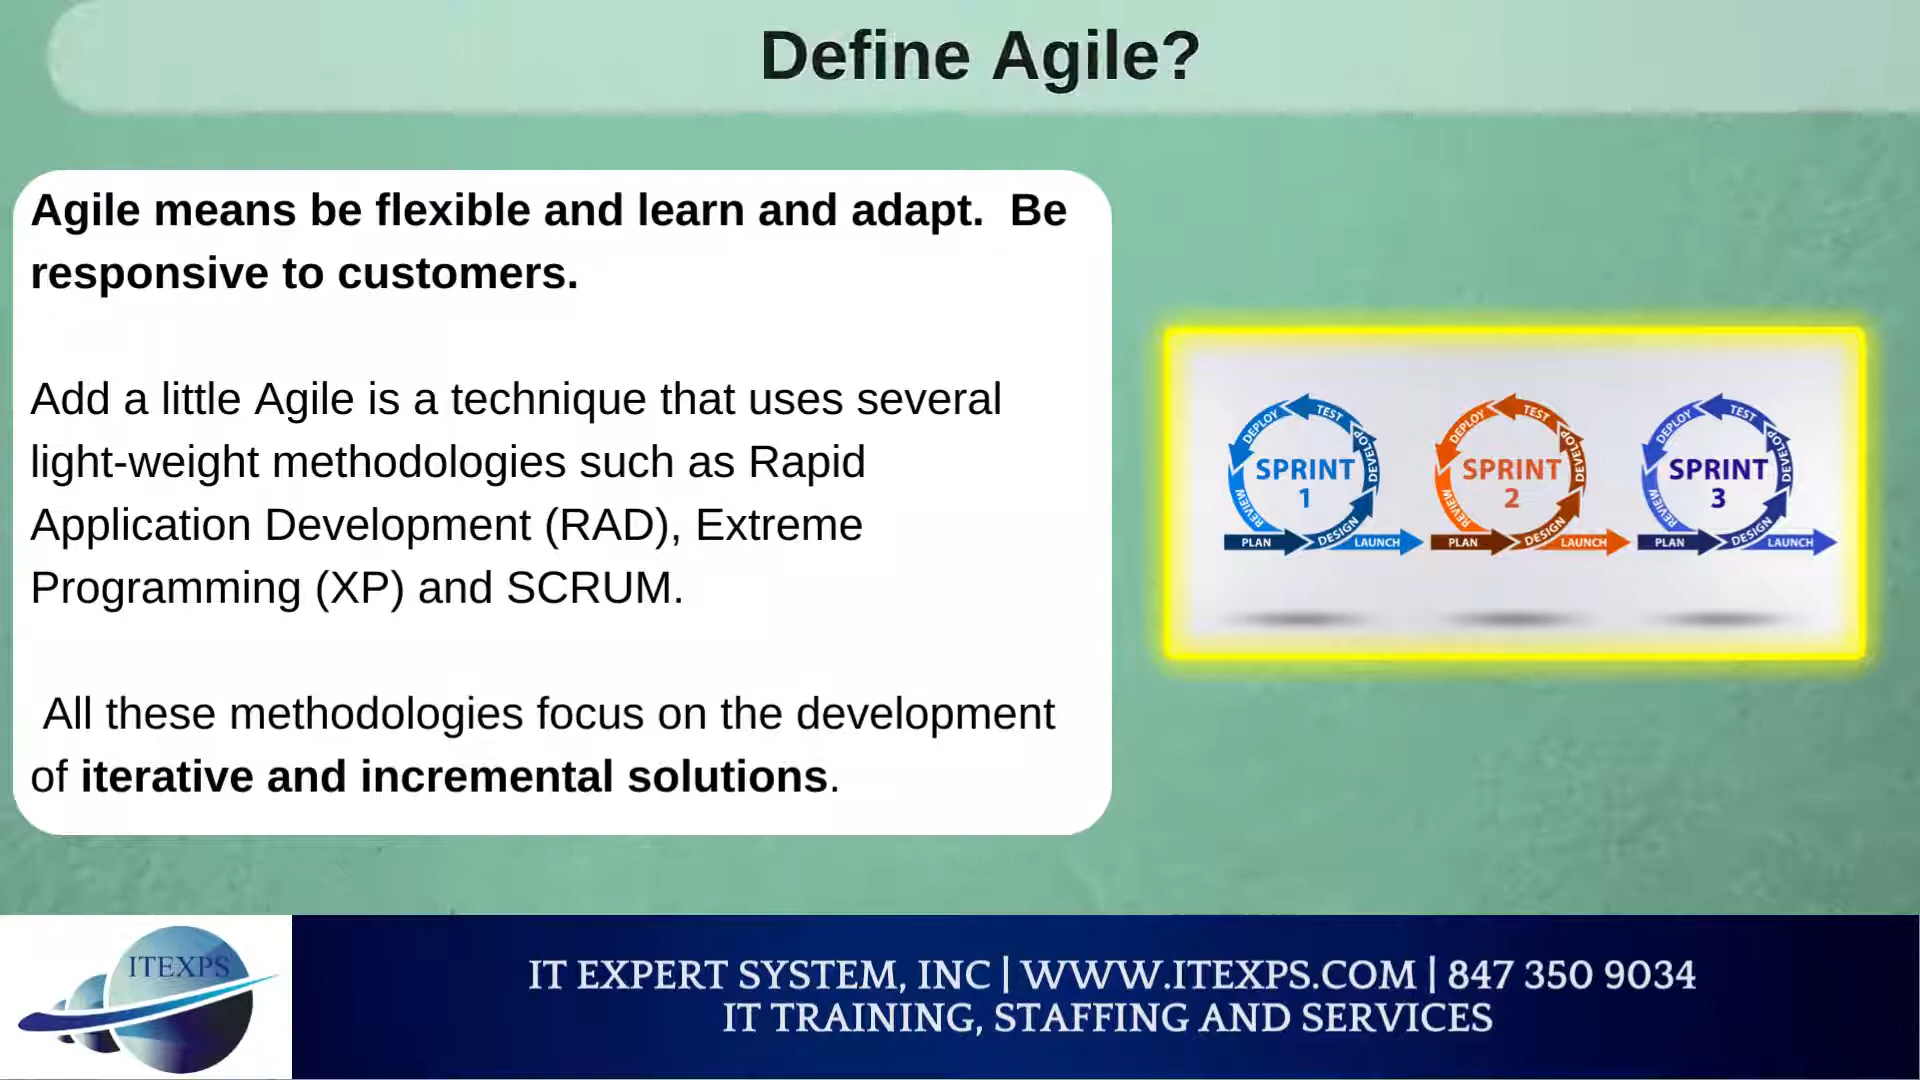 Define Agile?
Agile means be flexible and learn and adapt.  Be
responsive to customers.
Add a little Agile is a technique that uses several
light-weight methodologies such as Rapid
Application Development (RAD), Extreme
Programming (XP) and SCRUM.
All these methodologies focus on the development
of iterative and incremental solutions.
DEPLOY
TEST
DEVELOP
SPRINT
1
REVIEW
DESIGN
PLAN
LAUNCH
DEPLOY
TEST
DEVELOP
SPRINT
2
REVIEW
DESIGN
PLAN
LAUNCH
DEPLOY
TEST
DEVELOP
SPRINT
3
REVIEW
DESIGN
PLAN
LAUNCH
ITEXPS
IT EXPERT SYSTEM, INC | WWW.ITEXPS.COM | 847 350 9034
IT TRAINING, STAFFING AND SERVICES